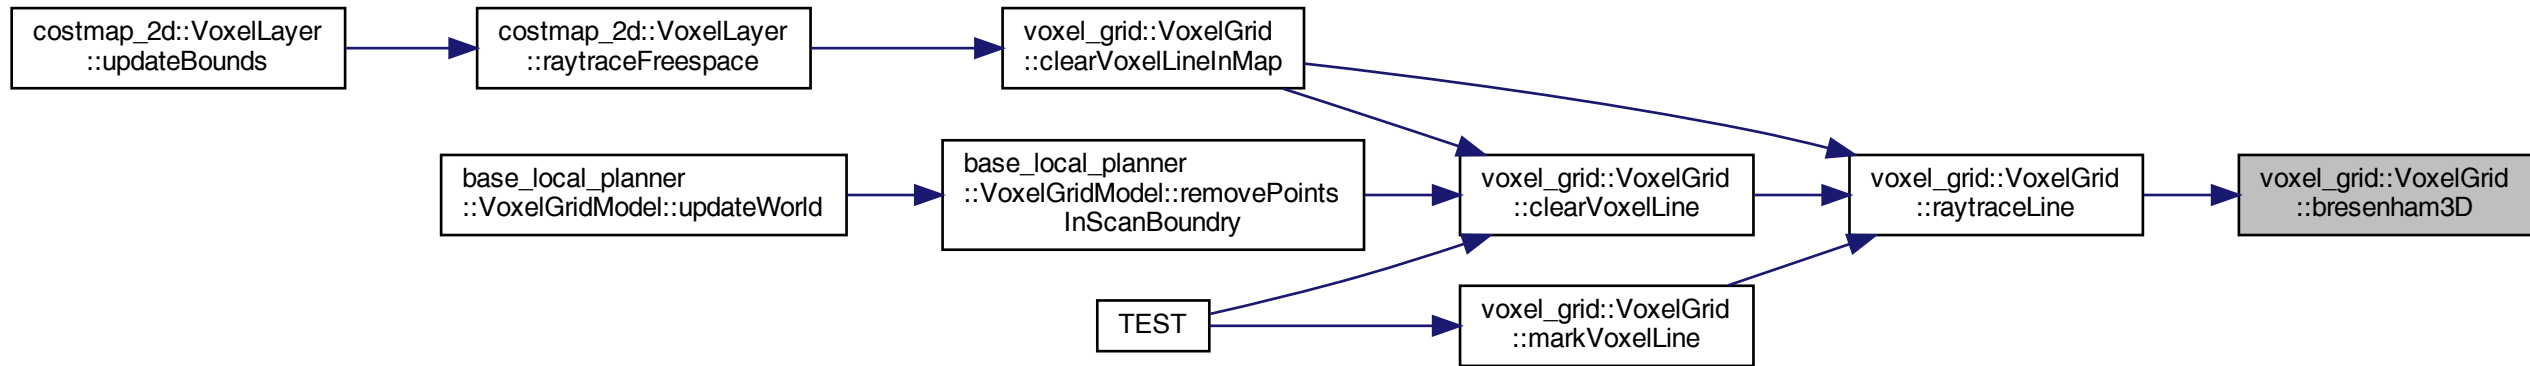 costmap_2d::VoxelLayer
::updateBounds
costmap_2d::VoxelLayer
::raytraceFreespace
voxel_grid::VoxelGrid
::clearVoxelLineInMap
base_local_planner
::VoxelGridModel::updateWorld
base_local_planner
::VoxelGridModel::removePoints
InScanBoundry
voxel_grid::VoxelGrid
::clearVoxelLine
voxel_grid::VoxelGrid
::raytraceLine
voxel_grid::VoxelGrid
::bresenham3D
TEST
voxel_grid::VoxelGrid
::markVoxelLine